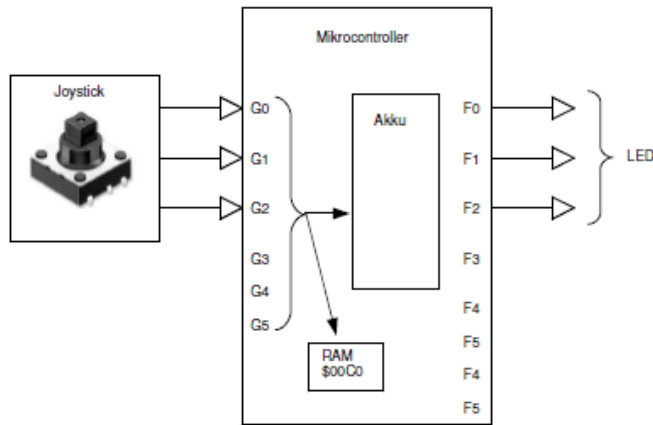 Mikrocontroller
Joystick
G0
G1
G2
G3
G4
G5
Akku
RAM
$00C0
F0
F1
F2
F3
F4
F5
F4
F5
LED